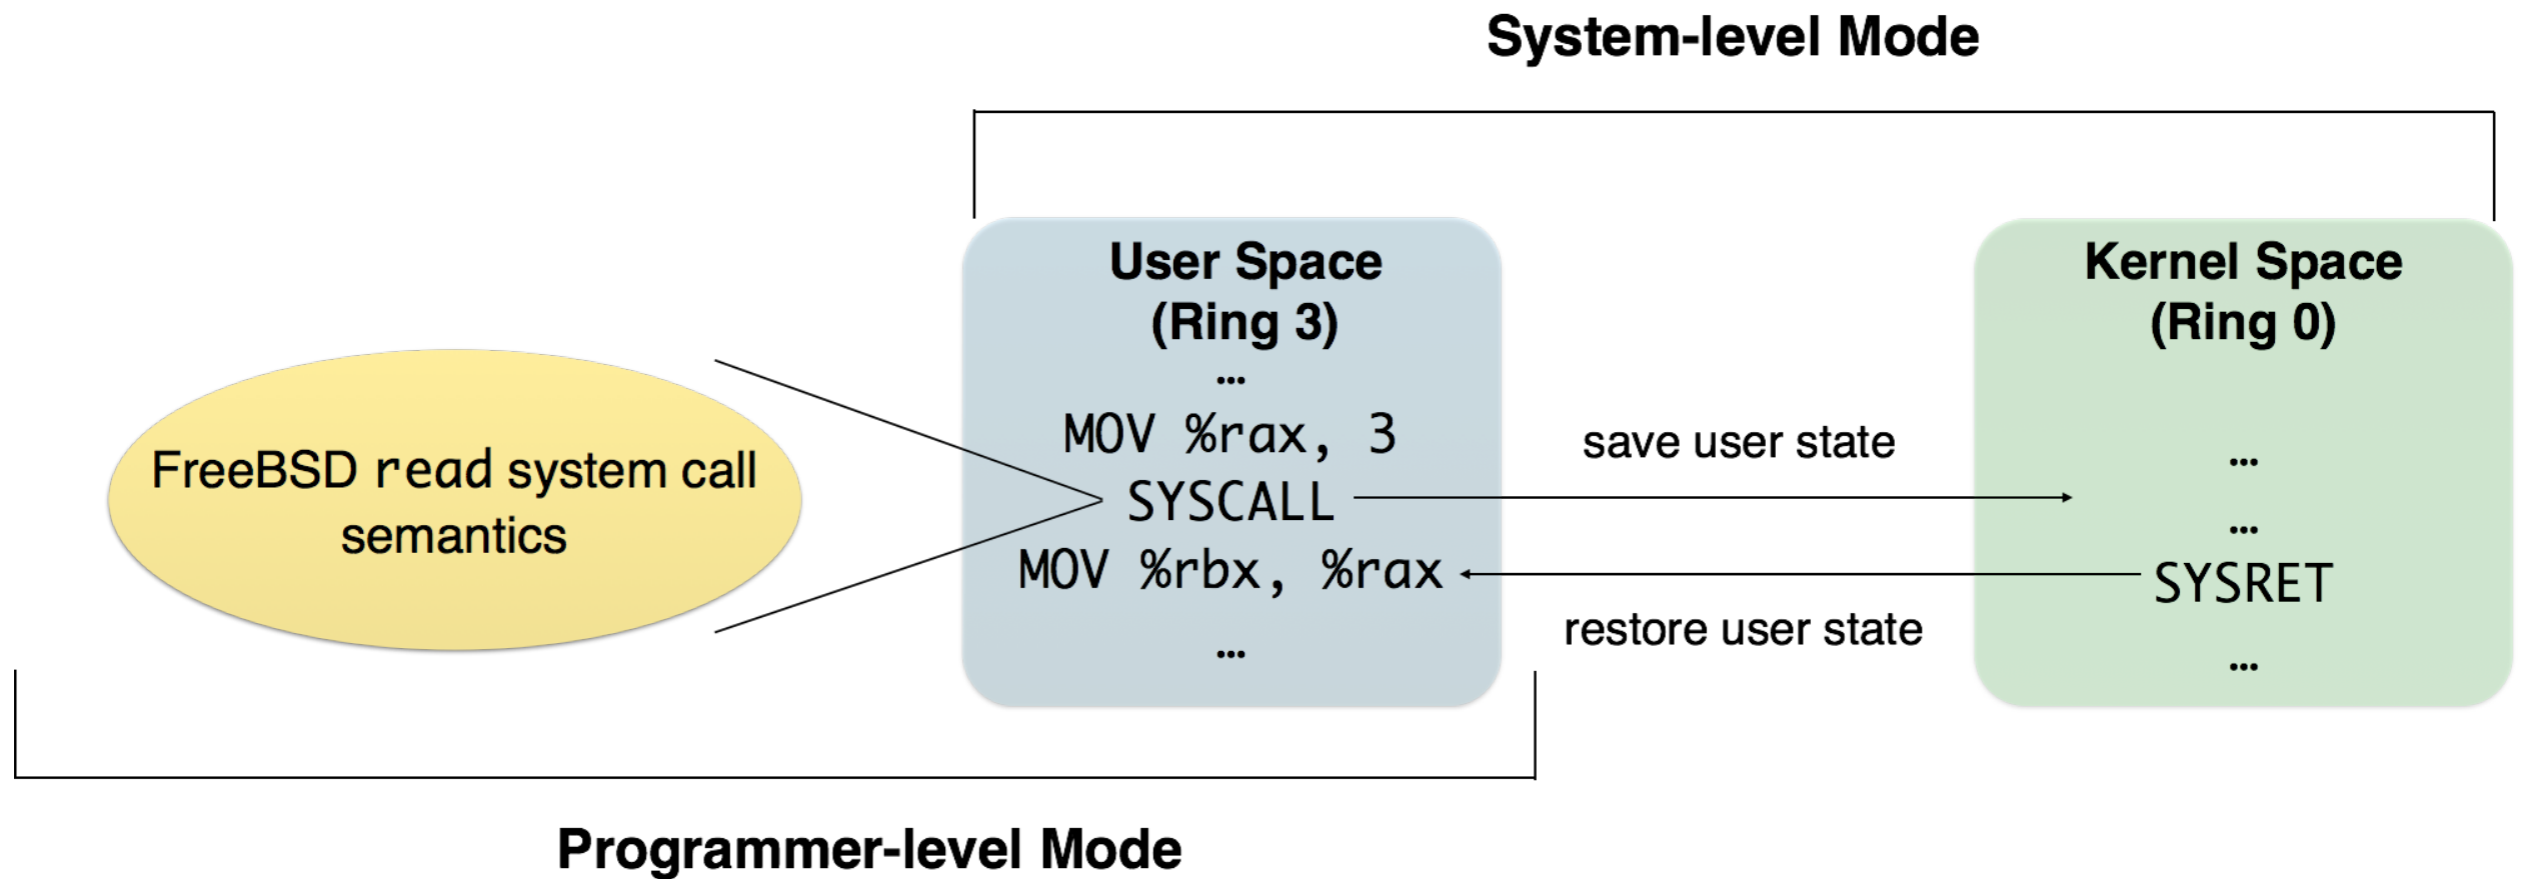 System-level Mode
User Space
(Ring 3)
…
MOV %rax, 3
SYSCALL
MOV %rbx, %rax
…
Kernel Space
(Ring 0)
…
…
SYSRET
…
save user state
restore user state
FreeBSD read system call
semantics
Programmer-level Mode